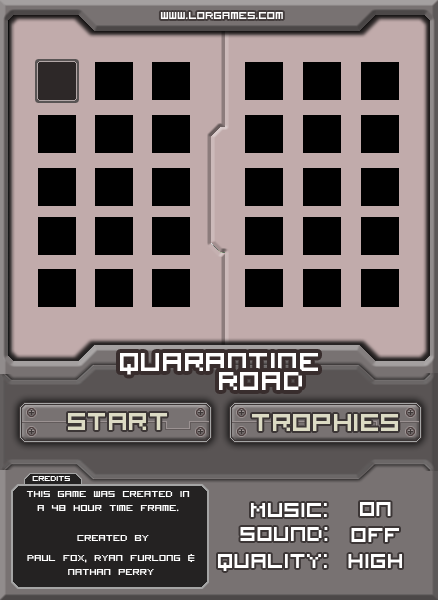 WWW.LORGAMES.COM
QUARANTINE
ROAD
START
TROPHIES
CREDITS
THIS GAME WAS CREATED IN
A 48 HOUR TIME FRAME.
CREATED BY
PAUL FOX, RYAN FURLONG &
NATHAN PERRY
MUSIC: ON
SOUND: OFF
QUALITY: HIGH